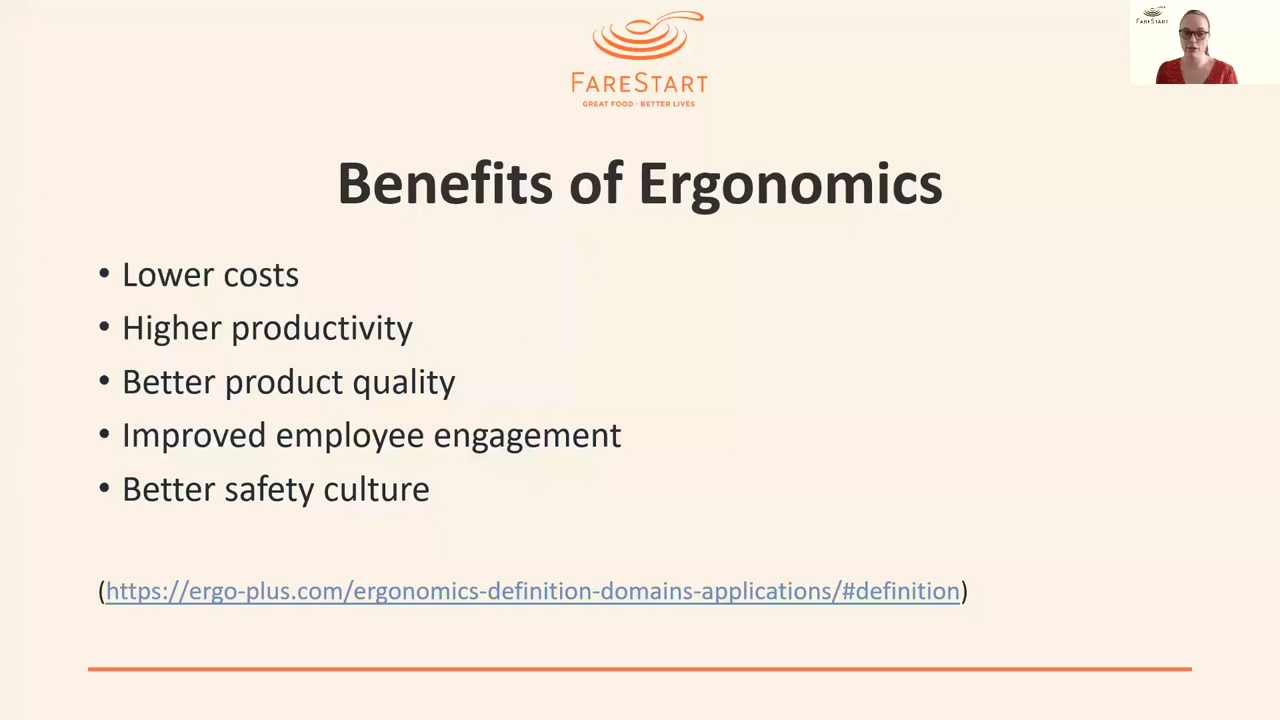 FARESTART
GREAT FOOD · BETTER LIVES
FARESTART
Benefits of Ergonomics
• Lower costs
• Higher productivity
• Better product quality
• Improved employee engagement
• Better safety culture
(https://ergo-plus.com/ergonomics-definition-domains-applications/#definition)